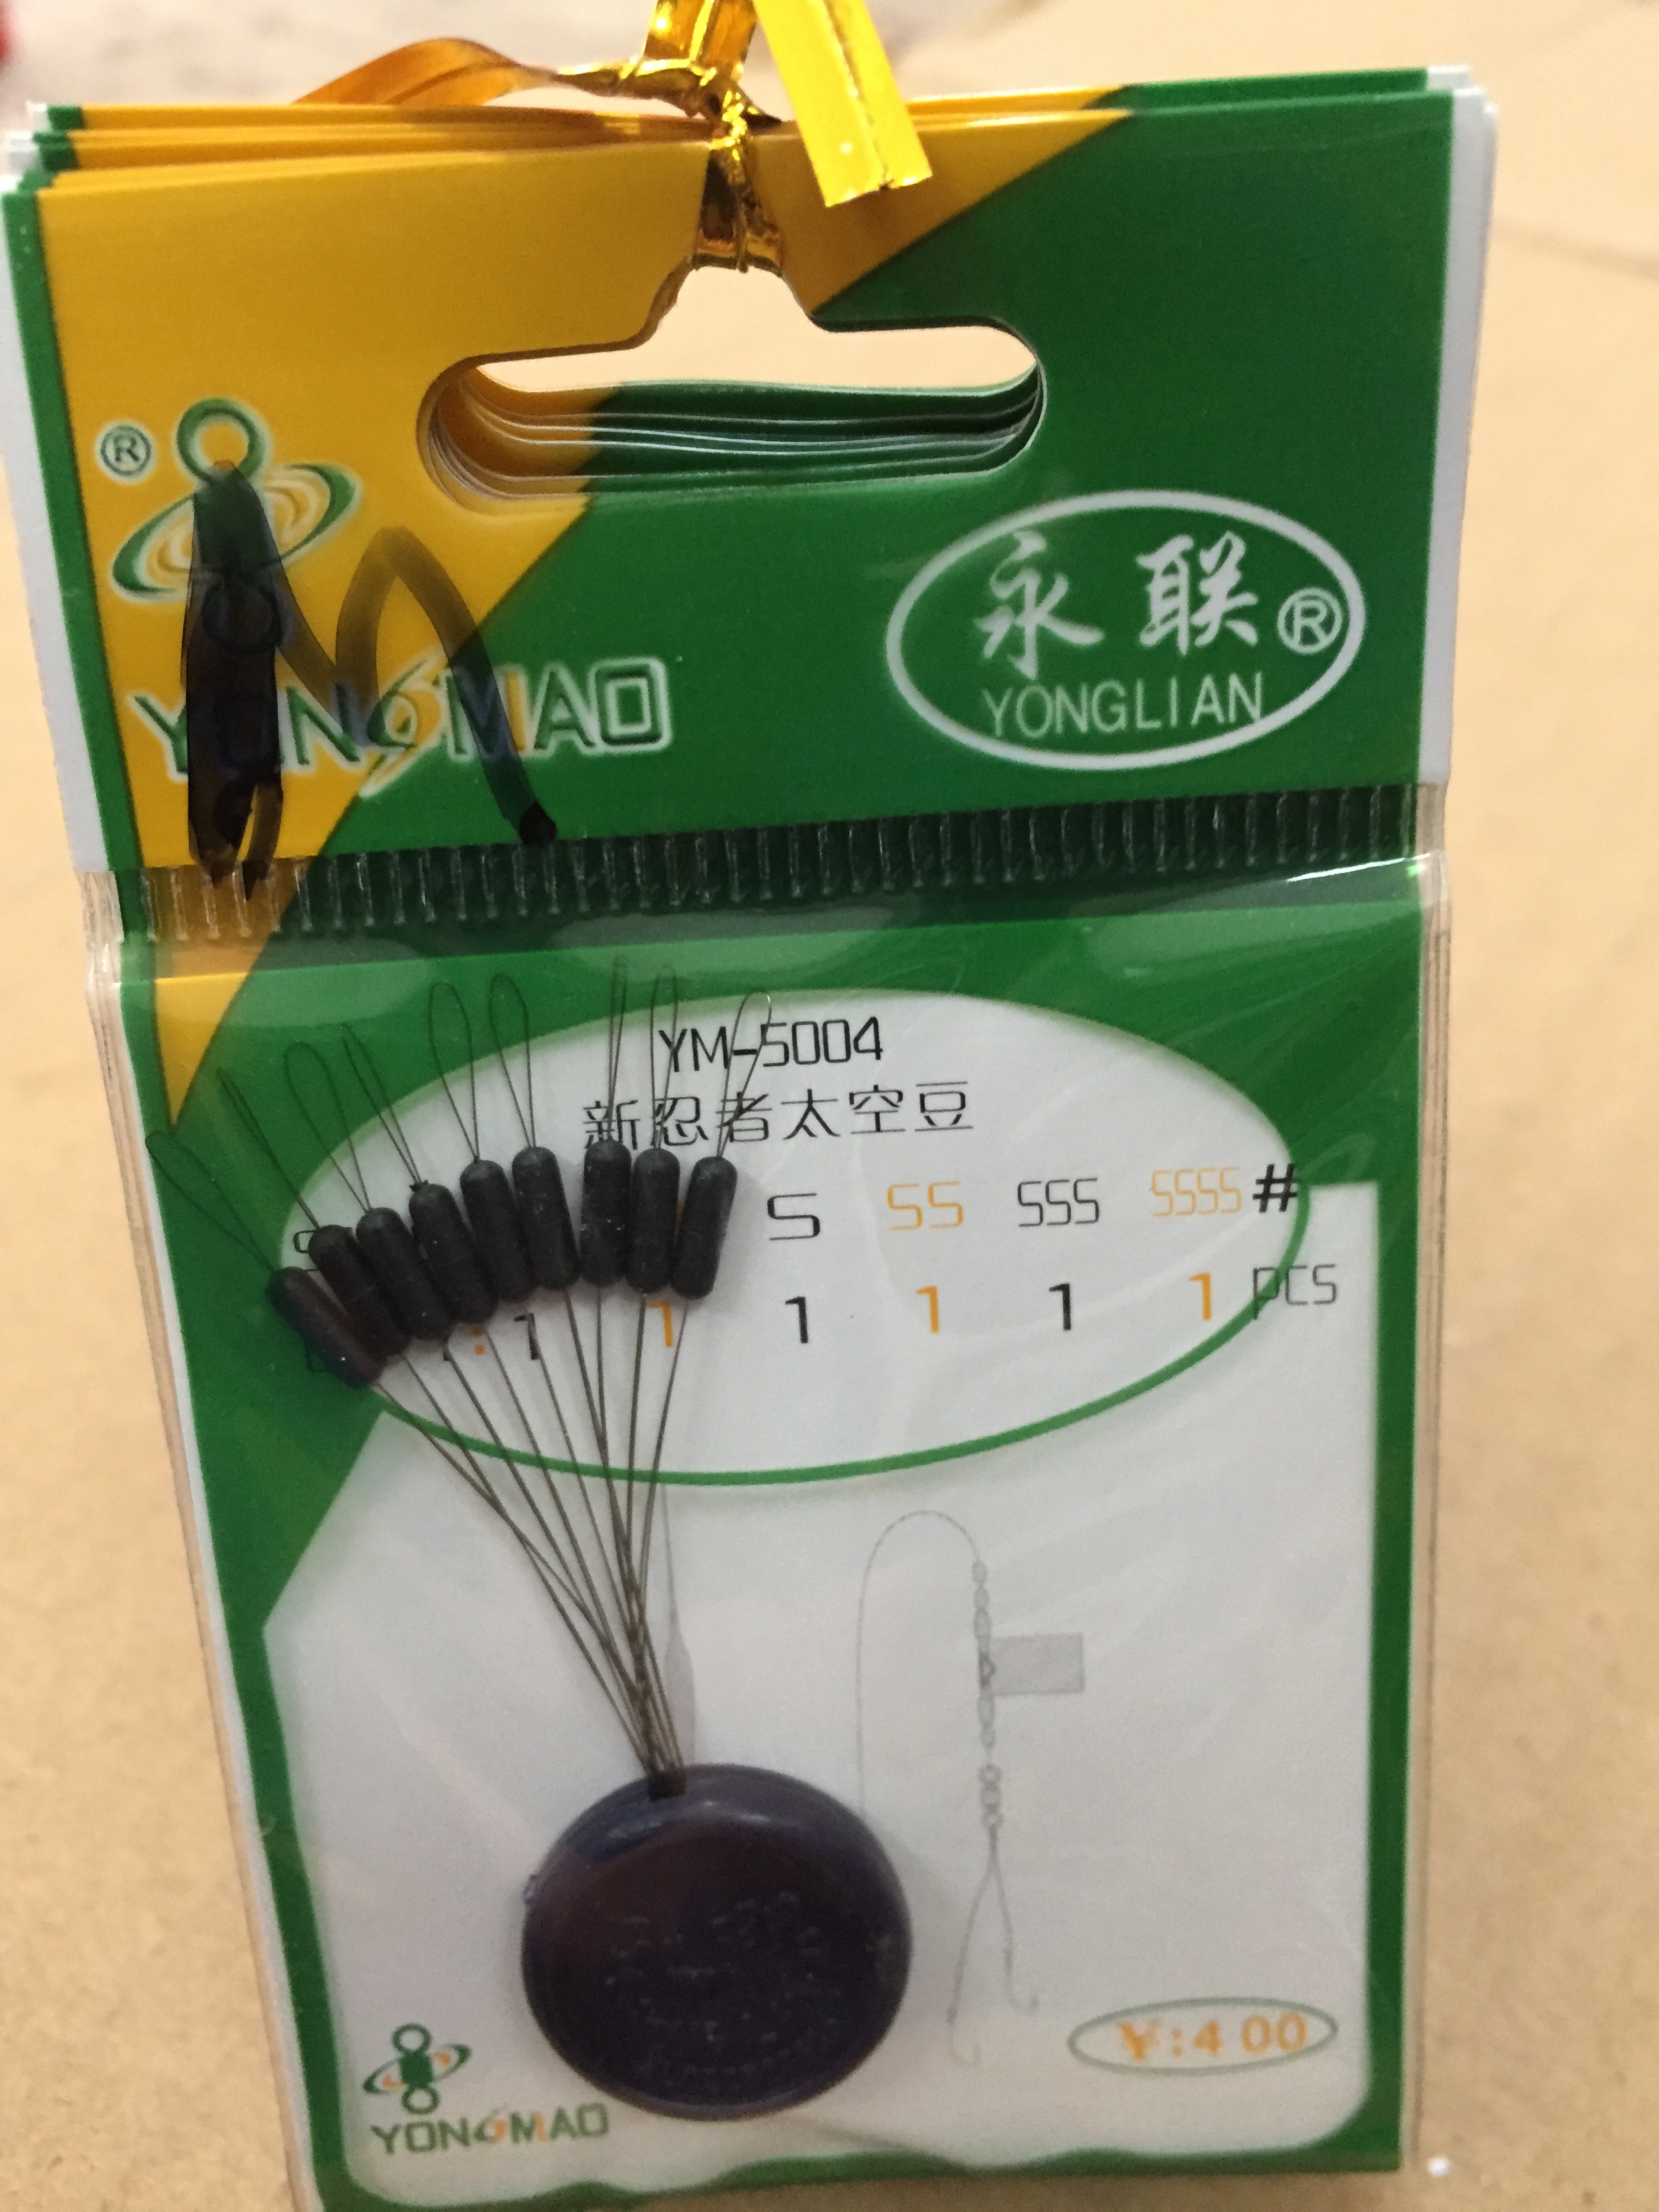 ®
YONGMAO
永联®
YONGLIAN
M
YM-5004
新忍者太空豆
S SS SSS SSSS #
1 1 1 1 1 1 PCS
¥:4 00
YONGMAO